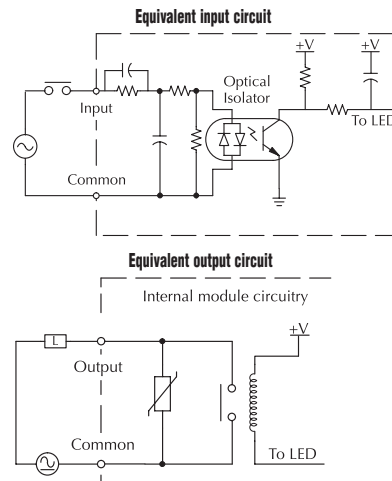 Equivalent input circuit
+V
+V
Optical
Isolator
Input
To LED
Common
Equivalent output circuit
Internal module circuitry
+V
L
Output
Common
To LED